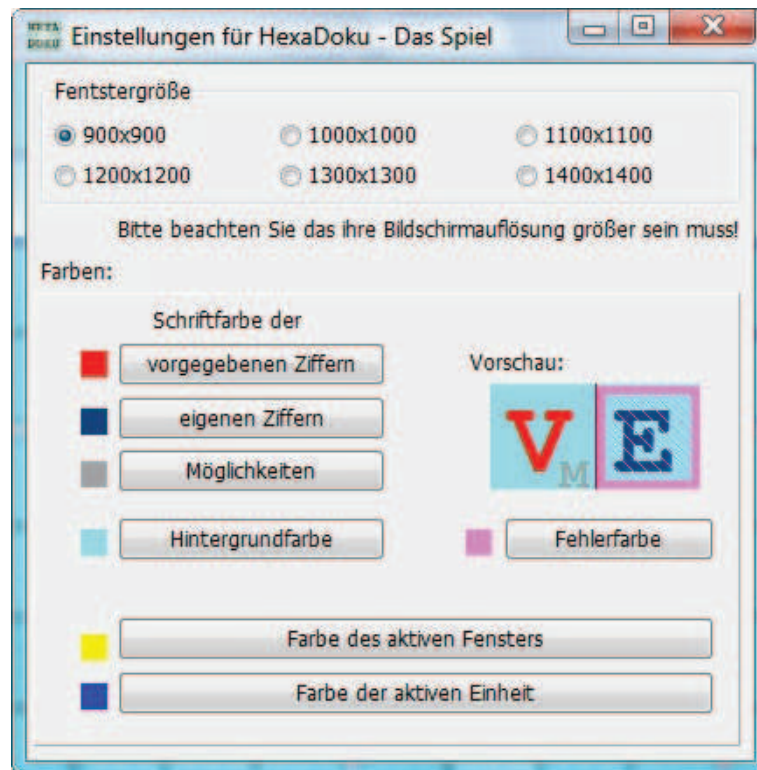 HEXA
DOKU
Einstellungen für HexaDoku - Das Spiel
Fentstergröße
900x900 1000x1000 1100x1100
1200x1200 1300x1300 1400x1400
Bitte beachten Sie das ihre Bildschirmauflösung größer sein muss!
Farben:
Schriftfarbe der
vorgegebenen Ziffern
Vorschau:
eigenen Ziffern
V M E
Möglichkeiten
Hintergrundfarbe Fehlerfarbe
Farbe des aktiven Fensters
Farbe der aktiven Einheit